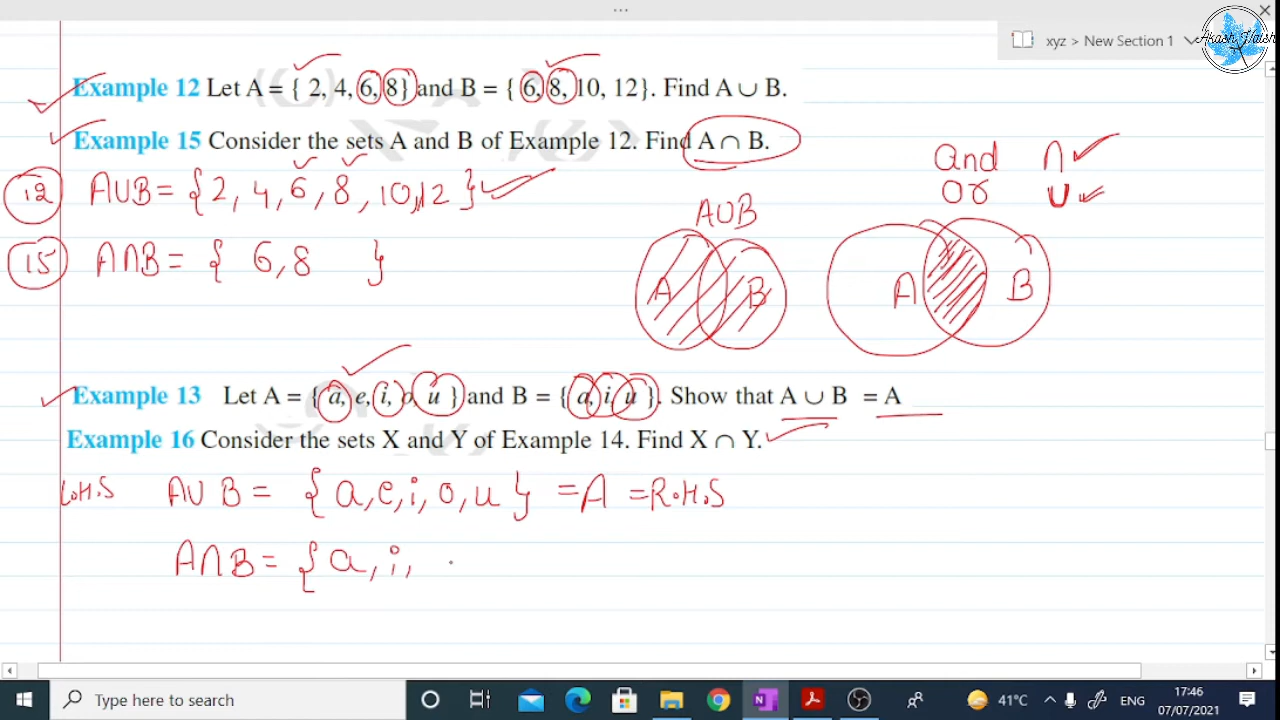 xyz > New Section 1
Example 12 Let A = { 2, 4, 6, 8} and B = { 6, 8, 10, 12}. Find A ∪ B.
Example 15 Consider the sets A and B of Example 12. Find A ∩ B.
and ∩
or ∪
12 A∪B = {2, 4, 6, 8, 10, 12}
A∪B
15 A∩B = { 6, 8 }
A B
A B
Example 13 Let A = { a, e, i, o, u } and B = { a, i, u }. Show that A ∪ B = A
Example 16 Consider the sets X and Y of Example 14. Find X ∩ Y.
L.H.S A∪B = {a, e, i, o, u} = A = R.H.S
A∩B = {a, i,
Type here to search
41°C ENG 17:46
07/07/2021